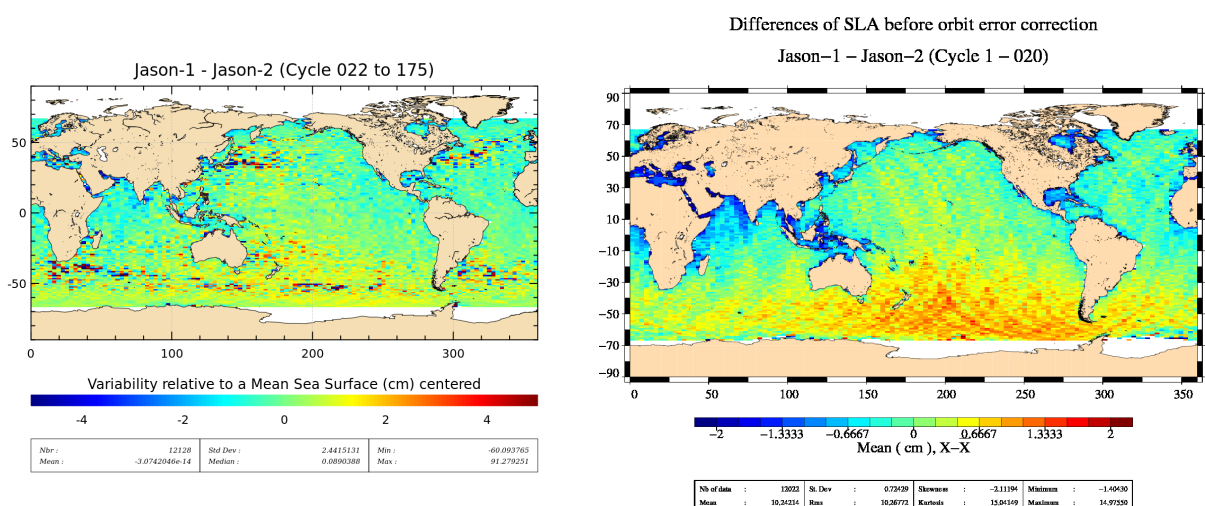 Jason-1 - Jason-2 (Cycle 022 to 175)
50
0
-50
0 100 200 300
Variability relative to a Mean Sea Surface (cm) centered
-4 -2 0 2 4
Nbr : 12128 Std Dev : 2.4415131 Min : -60.093765
Mean : -3.0742046e-14 Median : 0.0890388 Max : 91.279251
Differences of SLA before orbit error correction
Jason−1 − Jason−2 (Cycle 1 − 020)
90
70
50
30
10
−10
−30
−50
−70
−90
0 50 100 150 200 250 300 350
−2 −1.3333 −0.6667 0 0.6667 1.3333 2
Mean ( cm ), X−X
Nb of data : 12022 St. Dev : 0.72429 Skewness : −2.11194 Minimum : −1.40430
Mean 10.24214 Rms 10.26772 Kurtosis 15.04149 Maximum 14.97550